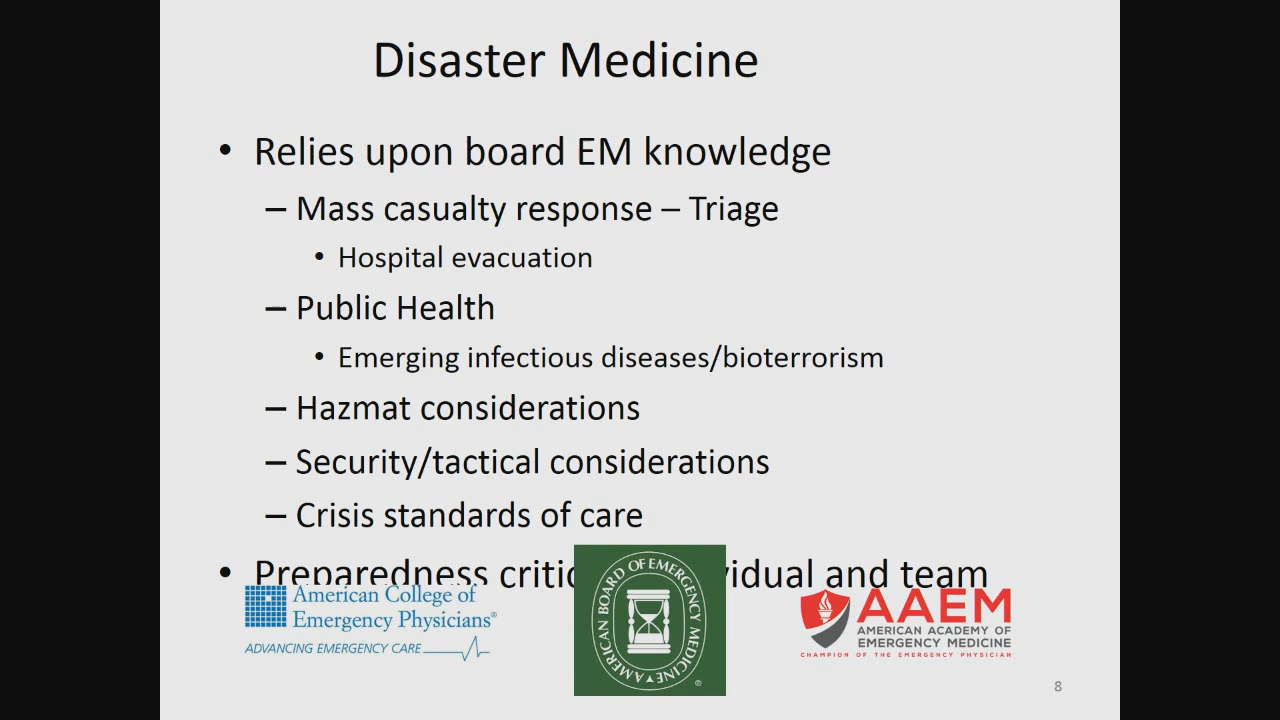 Disaster Medicine
• Relies upon board EM knowledge
– Mass casualty response – Triage
• Hospital evacuation
– Public Health
• Emerging infectious diseases/bioterrorism
– Hazmat considerations
– Security/tactical considerations
– Crisis standards of care
• Preparedness and team
American College of
Emergency Physicians®
ADVANCING EMERGENCY CARE
AMERICAN BOARD OF EMERGENCY MEDICINE
®
AAEM
AMERICAN ACADEMY OF
EMERGENCY MEDICINE
CHAMPION OF THE EMERGENCY PHYSICIAN
8